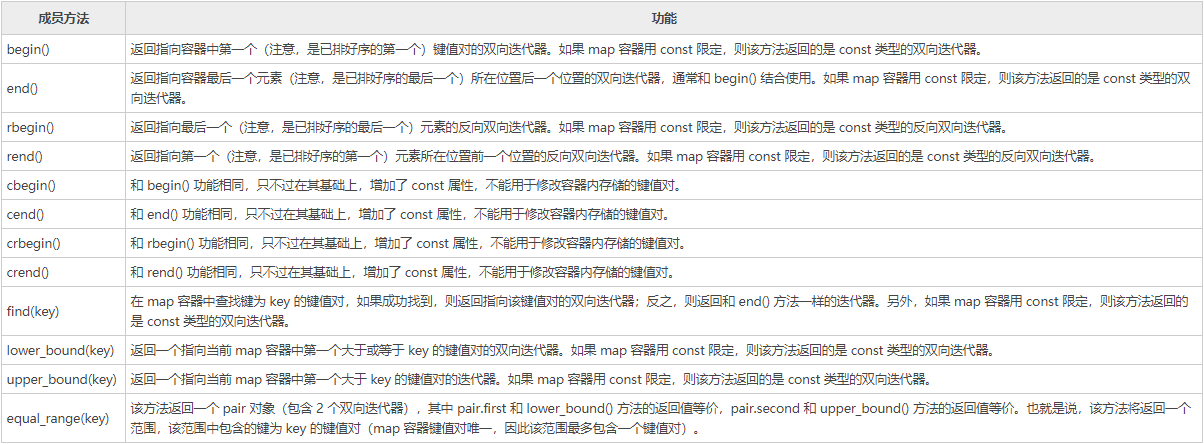 成员方法 功能
begin() 返回指向容器中第一个（注意，是已排好序的第一个）键值对的双向迭代器。如果 map 容器用 const 限定，则该方法返回的是 const 类型的双向迭代器。
end() 返回指向容器最后一个元素（注意，是已排好序的最后一个）所在位置后一个位置的双向迭代器，通常和 begin() 结合使用。如果 map 容器用 const 限定，则该方法返回的是 const 类型的双
向迭代器。
rbegin() 返回指向最后一个（注意，是已排好序的最后一个）元素的反向双向迭代器。如果 map 容器用 const 限定，则该方法返回的是 const 类型的反向双向迭代器。
rend() 返回指向第一个（注意，是已排好序的第一个）元素所在位置前一个位置的反向双向迭代器。如果 map 容器用 const 限定，则该方法返回的是 const 类型的反向双向迭代器。
cbegin() 和 begin() 功能相同，只不过在其基础上，增加了 const 属性，不能用于修改容器内存储的键值对。
cend() 和 end() 功能相同，只不过在其基础上，增加了 const 属性，不能用于修改容器内存储的键值对。
crbegin() 和 rbegin() 功能相同，只不过在其基础上，增加了 const 属性，不能用于修改容器内存储的键值对。
crend() 和 rend() 功能相同，只不过在其基础上，增加了 const 属性，不能用于修改容器内存储的键值对。
find(key) 在 map 容器中查找键为 key 的键值对，如果成功找到，则返回指向该键值对的双向迭代器；反之，则返回和 end() 方法一样的迭代器。另外，如果 map 容器用 const 限定，则该方法返回的
是 const 类型的双向迭代器。
lower_bound(key) 返回一个指向当前 map 容器中第一个大于或等于 key 的键值对的双向迭代器。如果 map 容器用 const 限定，则该方法返回的是 const 类型的双向迭代器。
upper_bound(key) 返回一个指向当前 map 容器中第一个大于 key 的键值对的迭代器。如果 map 容器用 const 限定，则该方法返回的是 const 类型的双向迭代器。
equal_range(key) 该方法返回一个 pair 对象（包含 2 个双向迭代器），其中 pair.first 和 lower_bound() 方法的返回值等价，pair.second 和 upper_bound() 方法的返回值等价。也就是说，该方法将返回一个
范围，该范围中包含的键为 key 的键值对（map 容器键值对唯一，因此该范围最多包含一个键值对）。